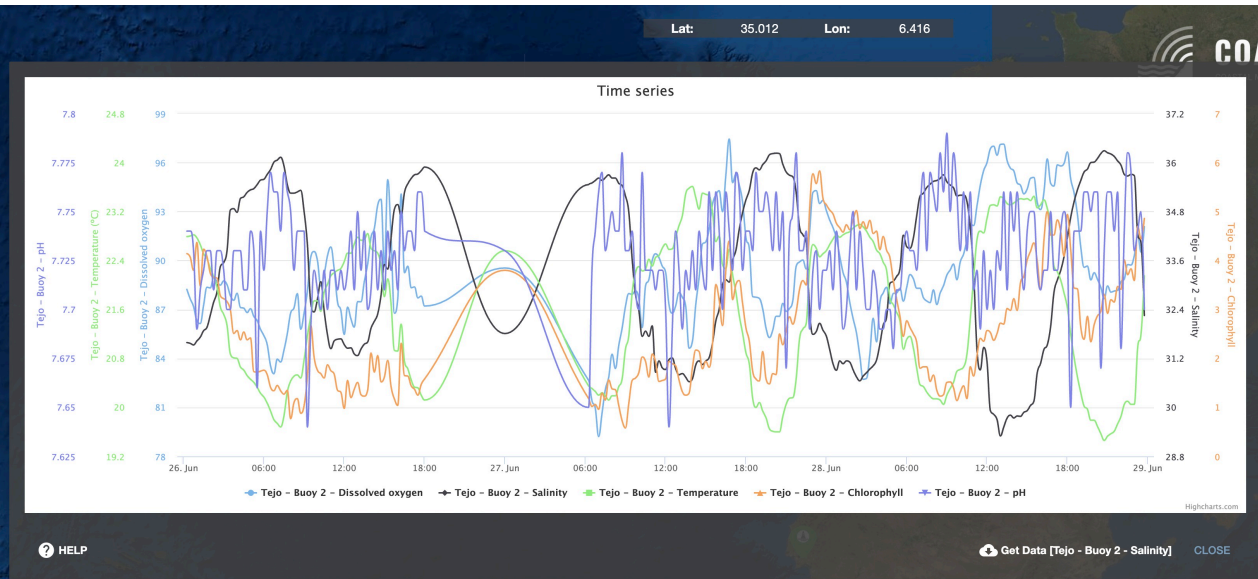 Lat: 35.012 Lon: 6.416
Time series
7.8 24.8 99 37.2 7
7.775 24 96 36 6
7.75 23.2 93 34.8 5
7.725 22.4 90 33.6 4
7.7 21.6 87 32.4 3
7.675 20.8 84 31.2 2
7.65 20 81 30 1
7.625 19.2 78 28.8 0
Tejo - Buoy 2 - pH
Tejo - Buoy 2 - Temperature (°C)
Tejo - Buoy 2 - Dissolved oxygen
Tejo - Buoy 2 - Salinity
Tejo - Buoy 2 - Chlorophyll
26. Jun 06:00 12:00 18:00 27. Jun 06:00 12:00 18:00 28. Jun 06:00 12:00 18:00 29. Jun
Tejo - Buoy 2 - Dissolved oxygen Tejo - Buoy 2 - Salinity Tejo - Buoy 2 - Temperature Tejo - Buoy 2 - Chlorophyll Tejo - Buoy 2 - pH
Highcharts.com
? HELP Get Data [Tejo - Buoy 2 - Salinity] CLOSE